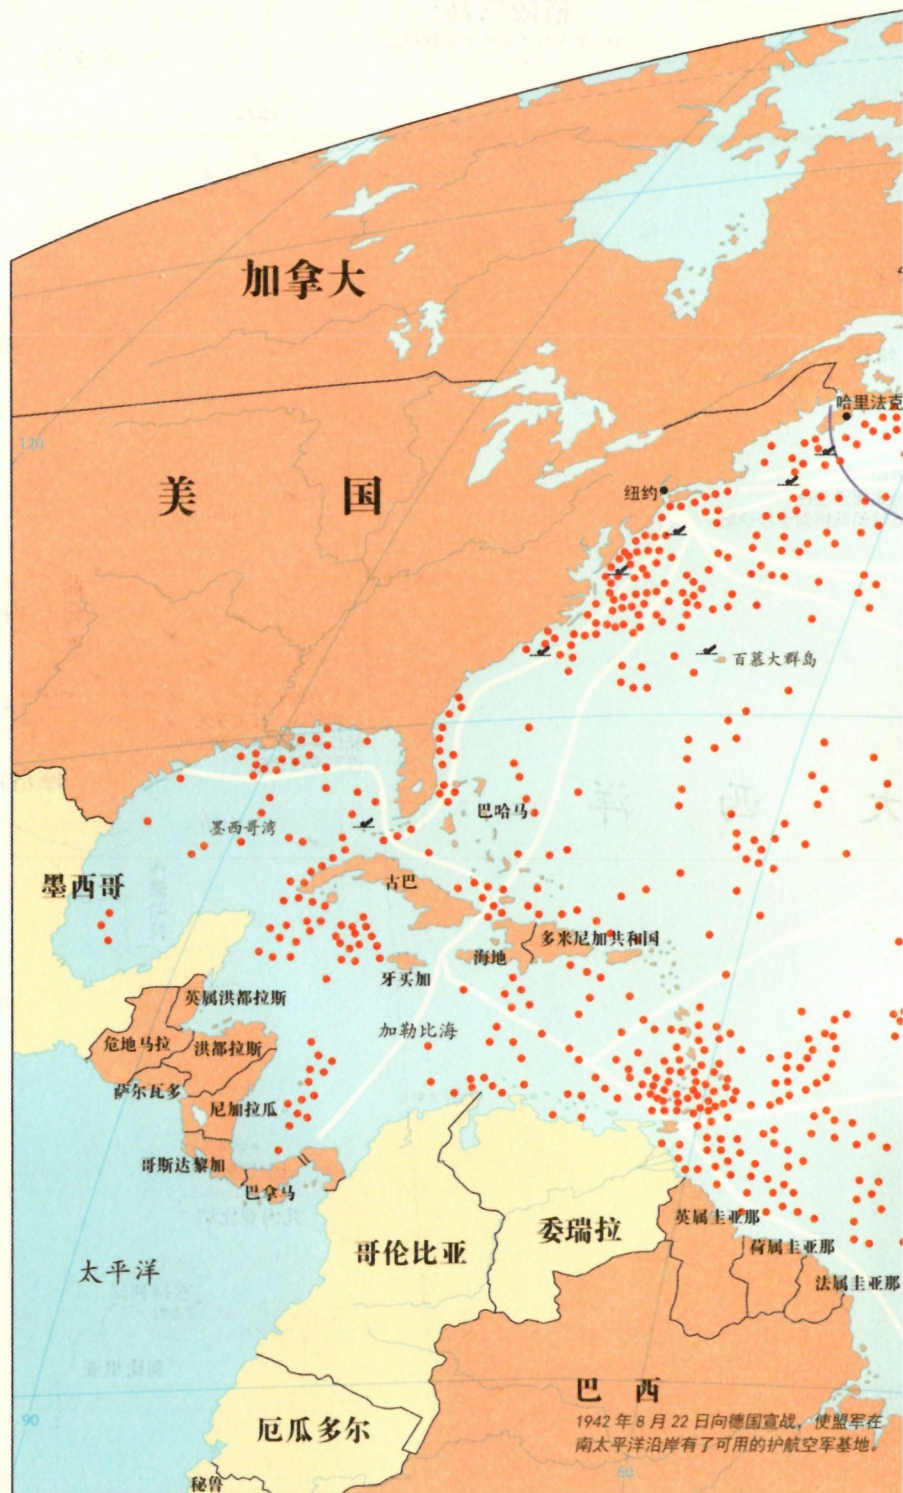 加拿大
哈里法克
120
美 国
纽约
百慕大群岛
巴哈马
墨西哥湾
墨西哥
古巴
多米尼加共和国
海地
牙买加
英属洪都拉斯
加勒比海
危地马拉
洪都拉斯
萨尔瓦多
尼加拉瓜
哥斯达黎加
巴拿马
英属圭亚那
委瑞拉
荷属圭亚那
哥伦比亚
太平洋
法属圭亚那
巴 西
1942 年 8 月 22 日向德国宣战，使盟军在
南太平洋沿岸有了可用的护航空军基地。
90
厄瓜多尔
60
秘鲁